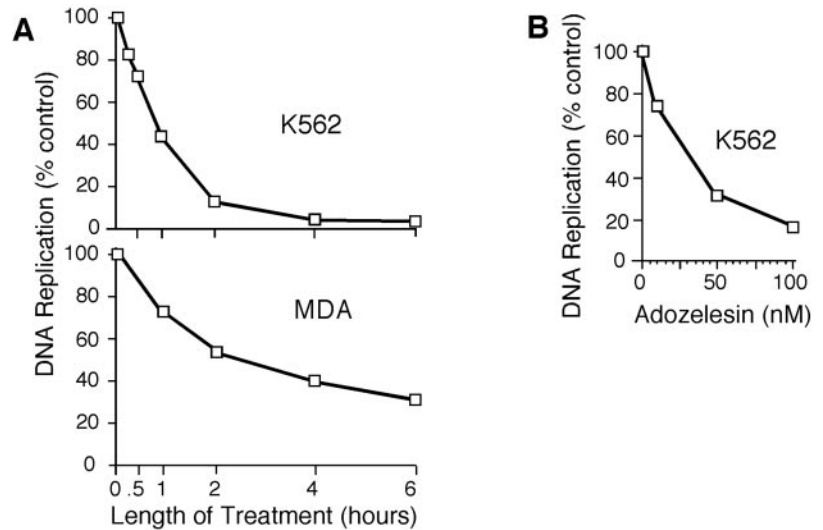 A
DNA Replication (% control)
100
80
60
40
20
0
K562
100
80
60
40
20
0
MDA
0 .5 1 2 4 6
Length of Treatment (hours)
B
DNA Replication (% control)
100
80
60
40
20
0
K562
0 50 100
Adozelesin (nM)